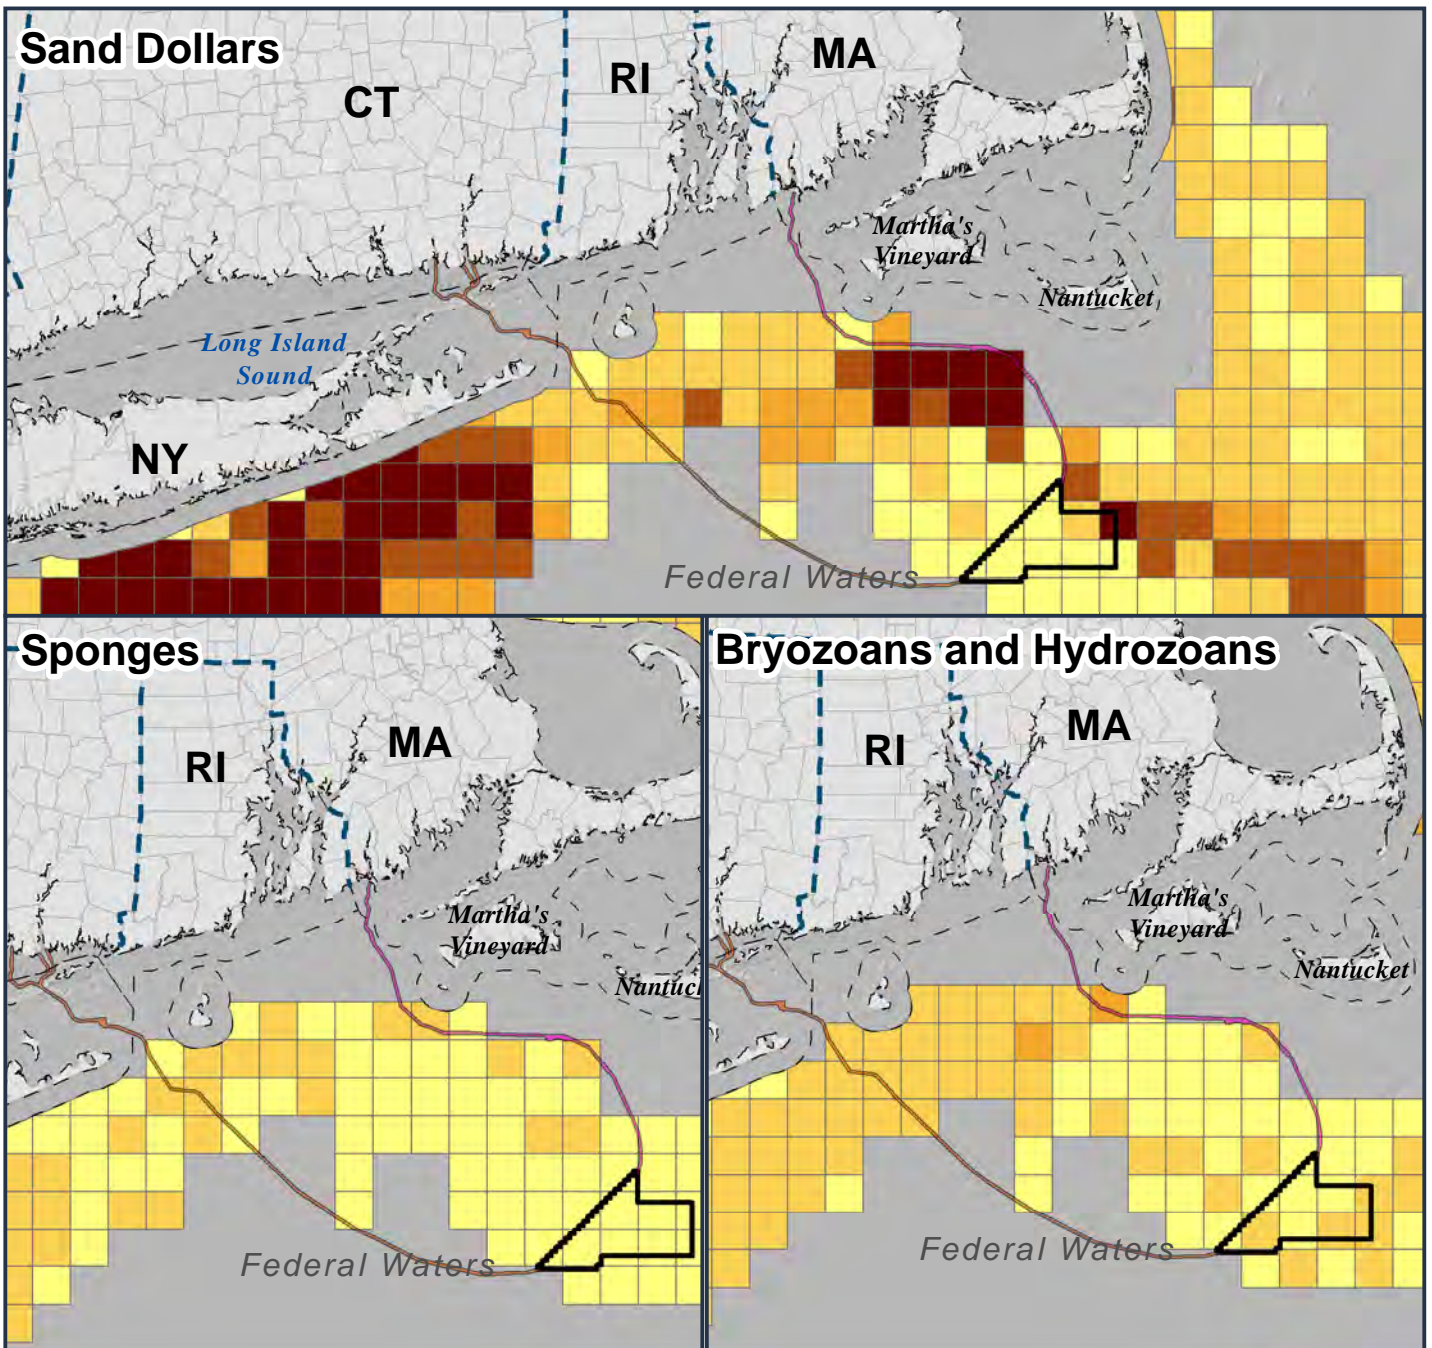 Sand Dollars
CT
RI
MA
Martha's
Vineyard
Nantucket
Long Island
Sound
NY
Federal Waters
Sponges
RI
MA
Martha's
Vineyard
Nantuc
Federal Waters
Bryozoans and Hydrozoans
RI
MA
Martha's
Vineyard
Nantucket
Federal Waters